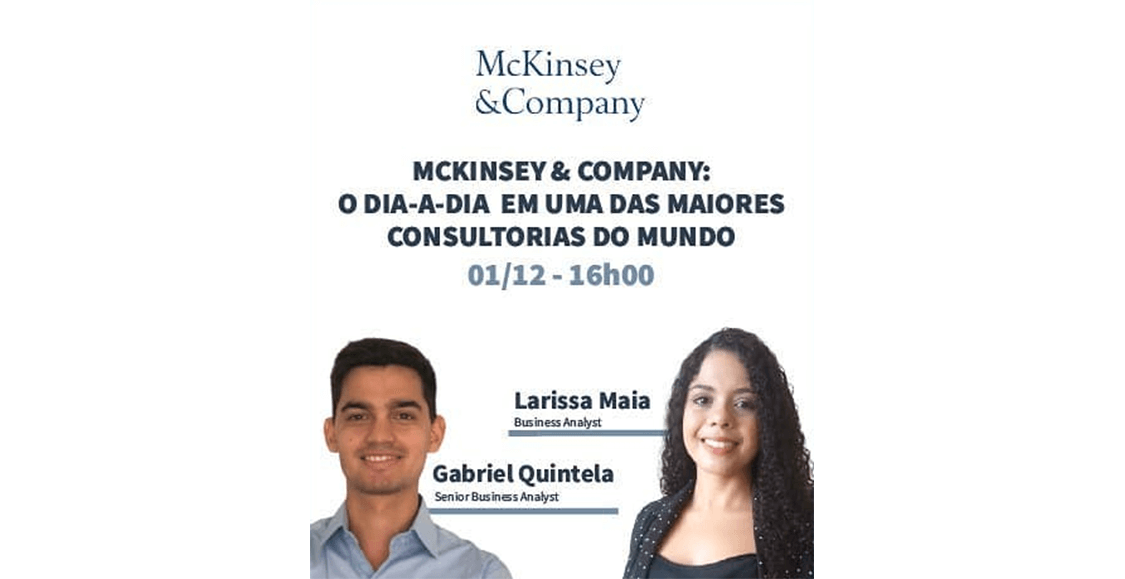 McKinsey
&Company
MCKINSEY & COMPANY:
O DIA-A-DIA EM UMA DAS MAIORES
CONSULTORIAS DO MUNDO
01/12 - 16h00
Larissa Maia
Business Analyst
Gabriel Quintela
Senior Business Analyst